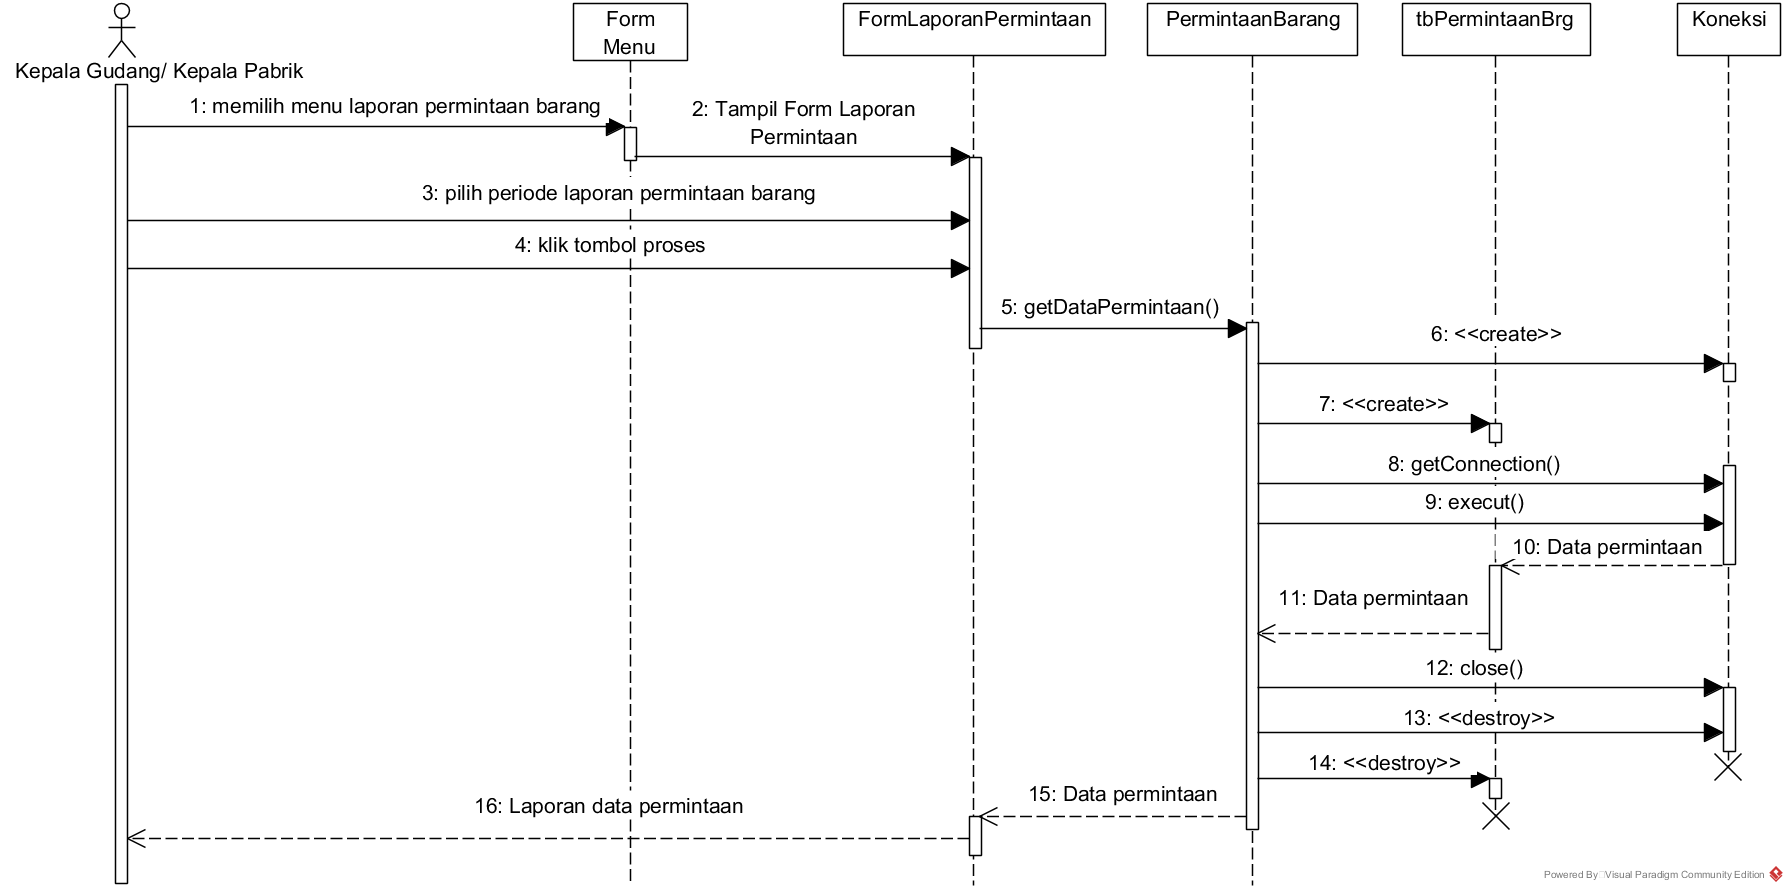 Form
Menu
FormLaporanPermintaan
PermintaanBarang
tbPermintaanBrg
Koneksi
Kepala Gudang/ Kepala Pabrik
1: memilih menu laporan permintaan barang
2: Tampil Form Laporan
Permintaan
3: pilih periode laporan permintaan barang
4: klik tombol proses
5: getDataPermintaan()
6: <<create>>
7: <<create>>
8: getConnection()
9: execut()
10: Data permintaan
11: Data permintaan
12: close()
13: <<destroy>>
14: <<destroy>>
15: Data permintaan
16: Laporan data permintaan
Powered By Visual Paradigm Community Edition